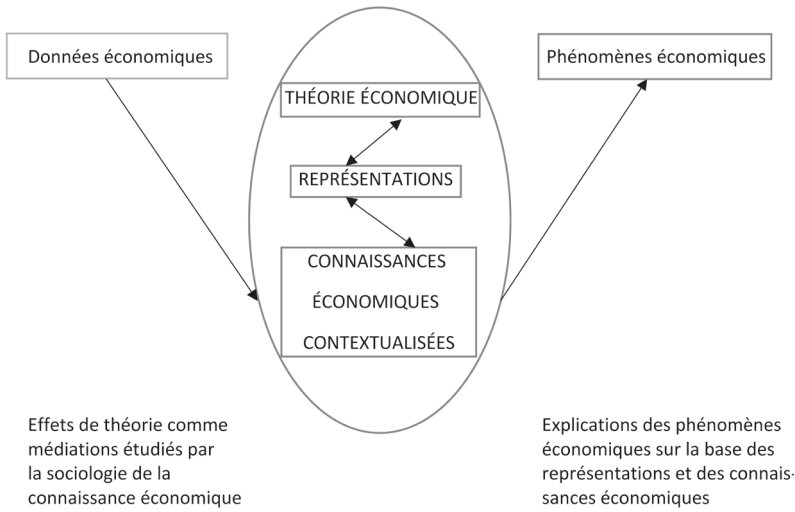 Données économiques
Phénomènes économiques
THÉORIE ÉCONOMIQUE
REPRÉSENTATIONS
CONNAISSANCES
ÉCONOMIQUES
CONTEXTUALISÉES
Effets de théorie comme
médiations étudiés par
la sociologie de la
connaissance économique
Explications des phénomènes
économiques sur la base des
représentations et des connais-
sances économiques